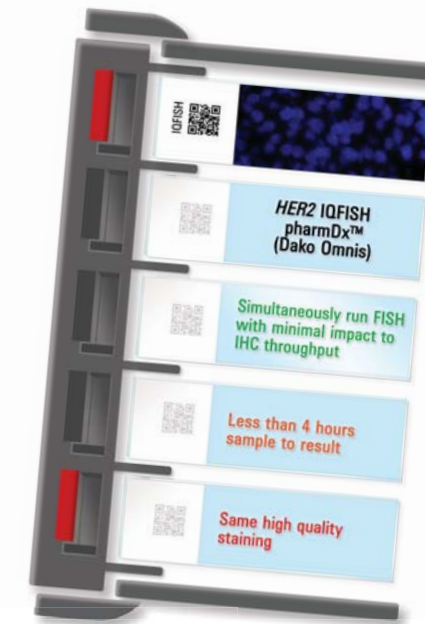 IQFISH
HER2 IQFISH
pharmDx™
(Dako Omnis)
Simultaneously run FISH
with minimal impact to
IHC throughput
Less than 4 hours
sample to result
Same high quality
staining